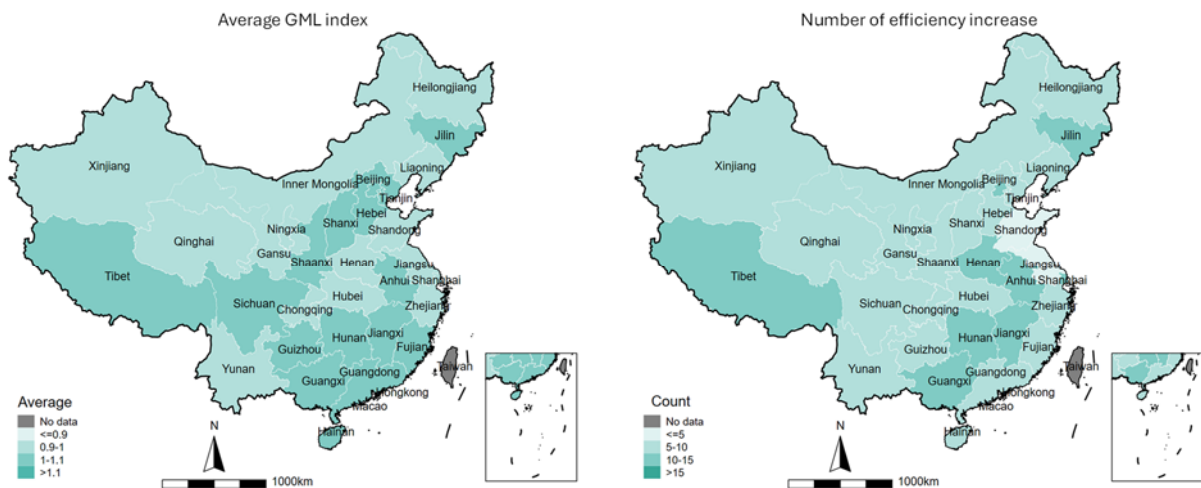 Average GML index
Heilongjiang
Jilin
Xinjiang
Liaoning
Inner Mongolia
Beijing
Tianjin
Hebei
Shanxi
Shandong
Ningxia
Qinghai
Gansu
Shaanxi
Henan
Jiangsu
Tibet
Anhui
Shanghai
Sichuan
Hubei
Chongqing
Zhejiang
Hunan
Jiangxi
Guizhou
Fujian
Yunan
Guangdong
Taiwan
Guangxi
Hongkong
Macao
Hainan
Average
No data
<=0.9
0.9-1
1-1.1
>1.1
N
1000km
Number of efficiency increase
Heilongjiang
Jilin
Xinjiang
Liaoning
Inner Mongolia
Beijing
Tianjin
Hebei
Shanxi
Shandong
Ningxia
Qinghai
Gansu
Shaanxi
Henan
Jiangsu
Tibet
Anhui
Shanghai
Sichuan
Hubei
Chongqing
Zhejiang
Hunan
Jiangxi
Guizhou
Fujian
Yunan
Guangdong
Taiwan
Guangxi
Hongkong
Macao
Hainan
Count
No data
<=5
5-10
10-15
>15
N
1000km